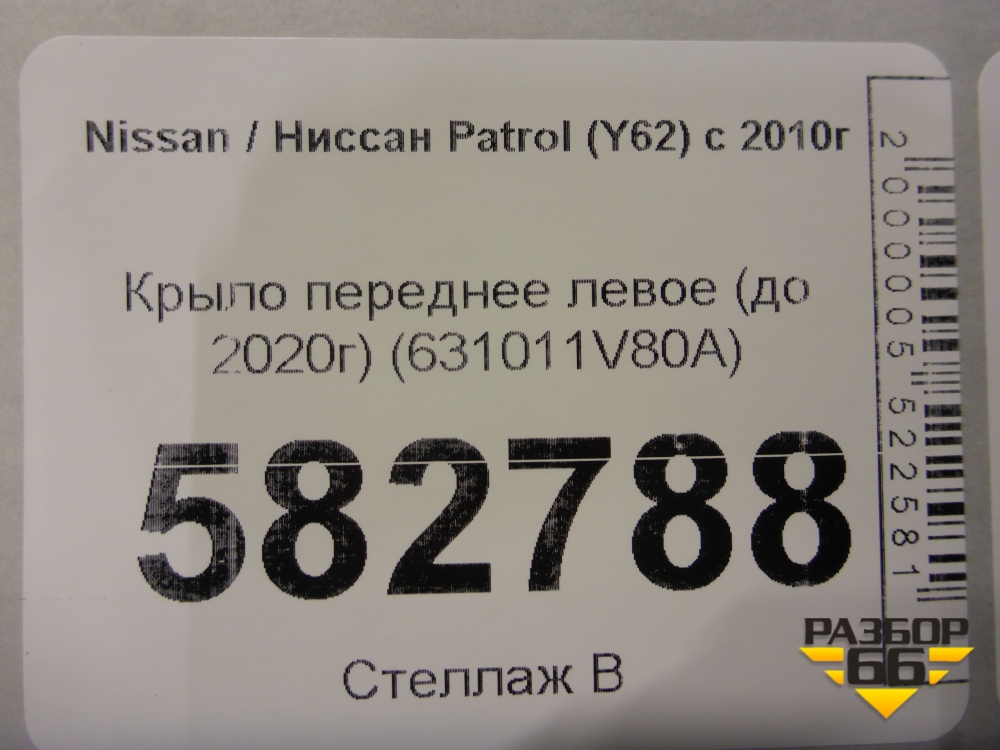 Nissan / Ниссан Patrol (Y62) с 2010г
Крыло переднее левое (до
2020г) (631011V80A)
582788
Стеллаж В
2000005522581
РАЗБОР
66